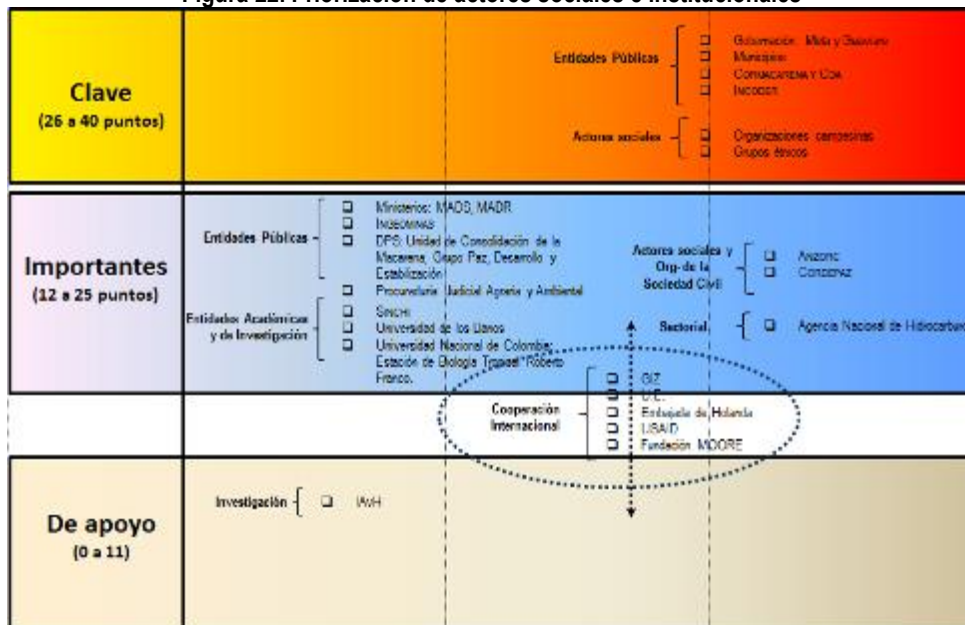 Figura 22. Priorización de actores sociales e institucionales
Clave
(26 a 40 puntos)
Entidades Públicas
Gobernación: Meta y Guaviare
Municipios
CORMACARENA Y CDA
INCODER
Actores sociales
Organizaciones campesinas
Grupos étnicos
Importantes
(12 a 25 puntos)
Entidades Públicas
Ministerios: MADS, MADR
INGEOMINAS
DPS: Unidad de Consolidación de la
Macarena, Grupo Paz, Desarrollo y
Estabilización
Procuraduría Judicial Agraria y Ambiental
Entidades Académicas
y de Investigación
SINCHI
Universidad de los Llanos
Universidad Nacional de Colombia:
Estación de Biología Tropical "Roberto
Franco.
Actores sociales y
Org- de la
Sociedad Civil
ANZORC
CORDEPAZ
Sectorial
Agencia Nacional de Hidrocarburo
Cooperación
Internacional
GIZ
U.E.
Embajada de Holanda
USAID
Fundación MOORE
De apoyo
(0 a 11)
Investigación
IAvH